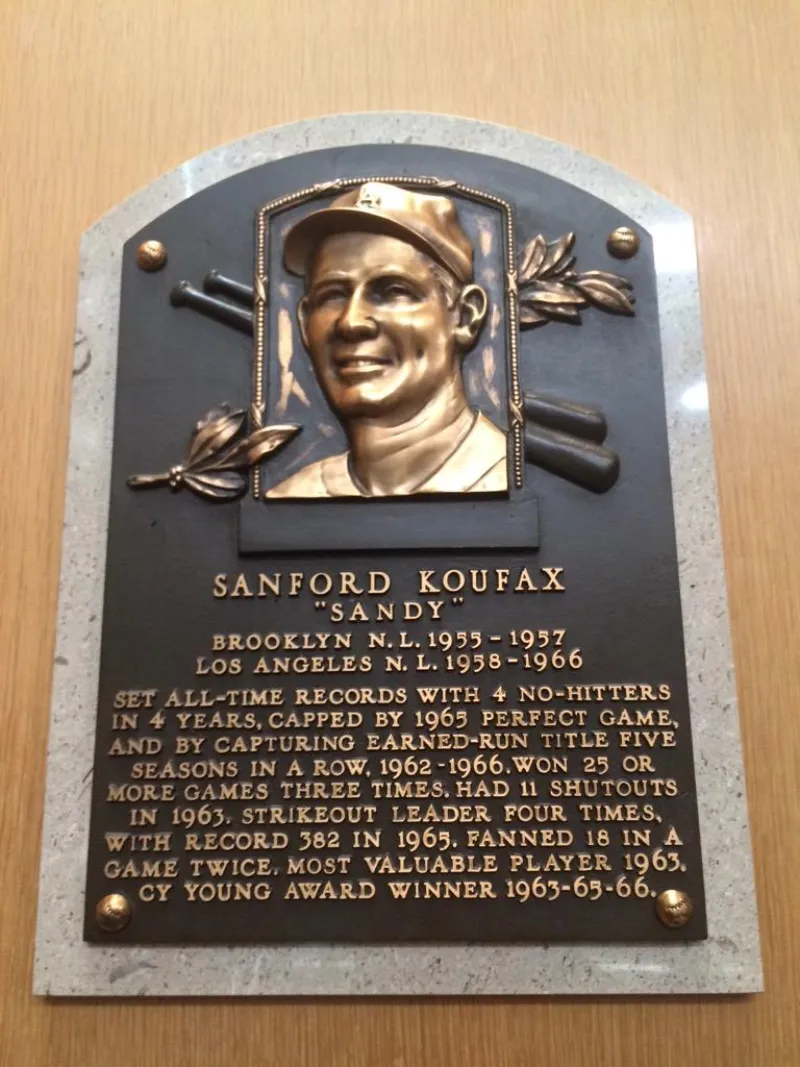 LA
SANFORD KOUFAX
"SANDY"
BROOKLYN N.L. 1955-1957
LOS ANGELES N.L. 1958-1966
SET ALL-TIME RECORDS WITH 4 NO-HITTERS
IN 4 YEARS, CAPPED BY 1965 PERFECT GAME,
AND BY CAPTURING EARNED-RUN TITLE FIVE
SEASONS IN A ROW, 1962-1966. WON 25 OR
MORE GAMES THREE TIMES. HAD 11 SHUTOUTS
IN 1963. STRIKEOUT LEADER FOUR TIMES,
WITH RECORD 382 IN 1965. FANNED 18 IN A
GAME TWICE. MOST VALUABLE PLAYER 1963.
CY YOUNG AWARD WINNER 1963-65-66.